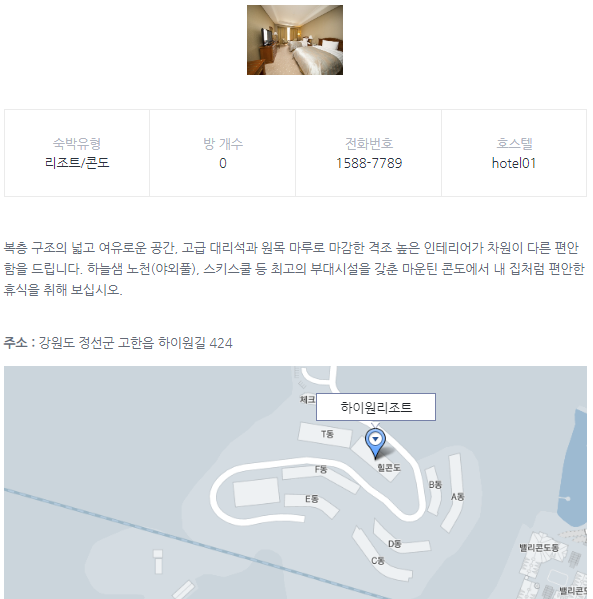 숙박유형
리조트/콘도
방 개수
0
전화번호
1588-7789
호스텔
hotel01
복층 구조의 넓고 여유로운 공간, 고급 대리석과 원목 마루로 마감한 격조 높은 인테리어가 차원이 다른 편안
함을 드립니다. 하늘샘 노천(야외풀), 스키스쿨 등 최고의 부대시설을 갖춘 마운틴 콘도에서 내 집처럼 편안한
휴식을 취해 보십시오.
주소 : 강원도 정선군 고한읍 하이원길 424
체크
하이원리조트
T동
힐콘도
F동
B동
A동
E동
D동
C동
밸리콘도동
밸리콘도